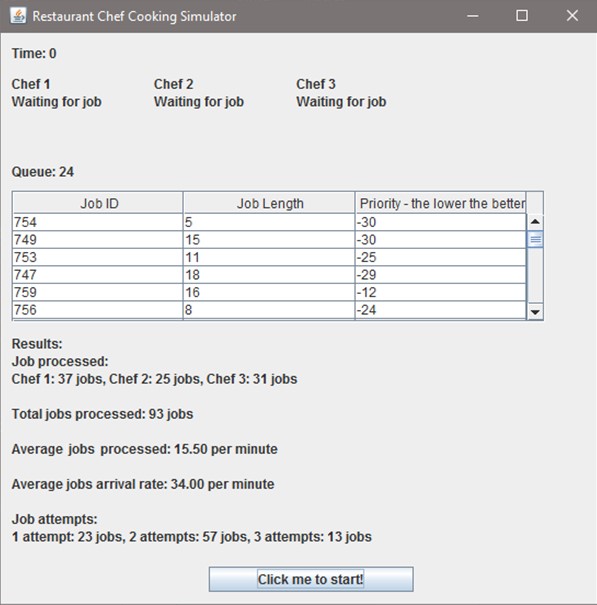 Restaurant Chef Cooking Simulator
Time: 0
Chef 1 Chef 2 Chef 3
Waiting for job Waiting for job Waiting for job
Queue: 24
Job ID Job Length Priority - the lower the better
754 5 -30
749 15 -30
753 11 -25
747 18 -29
759 16 -12
756 8 -24
Results:
Job processed:
Chef 1: 37 jobs, Chef 2: 25 jobs, Chef 3: 31 jobs
Total jobs processed: 93 jobs
Average jobs processed: 15.50 per minute
Average jobs arrival rate: 34.00 per minute
Job attempts:
1 attempt: 23 jobs, 2 attempts: 57 jobs, 3 attempts: 13 jobs
Click me to start!